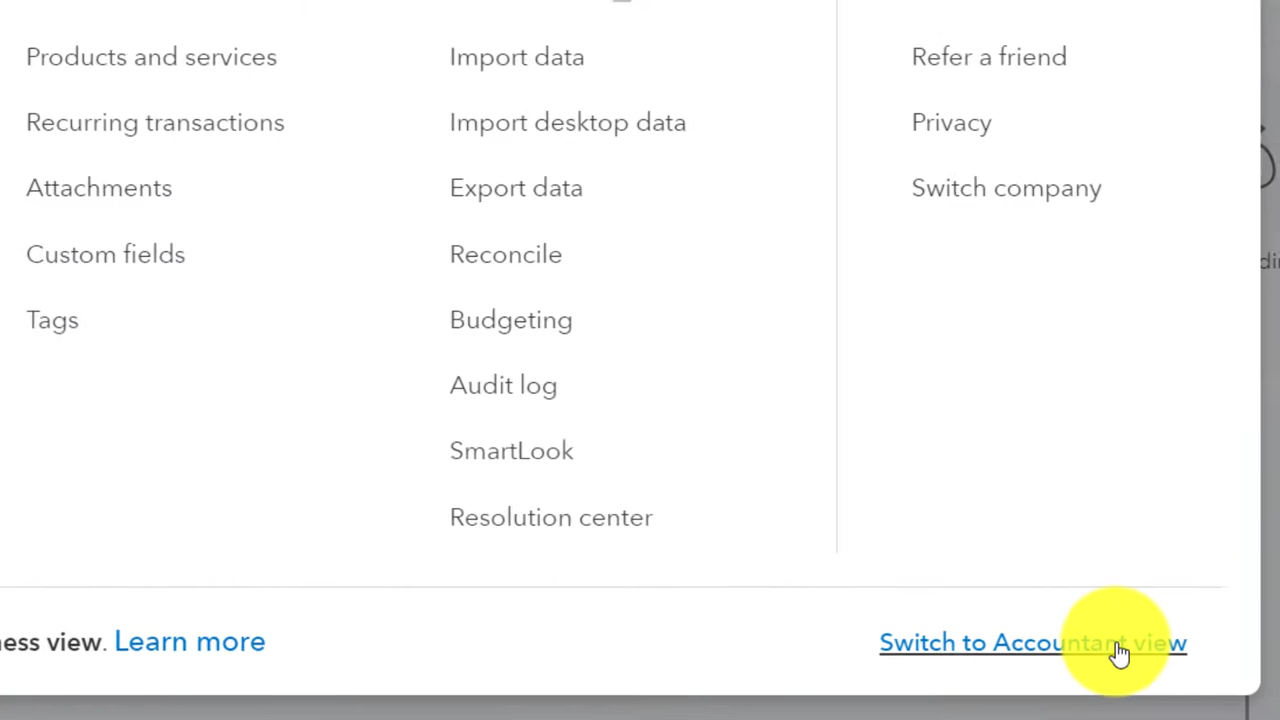 Products and services
Recurring transactions
Attachments
Custom fields
Tags
Import data
Import desktop data
Export data
Reconcile
Budgeting
Audit log
SmartLook
Resolution center
Refer a friend
Privacy
Switch company
view. Learn more
Switch to Accountant view